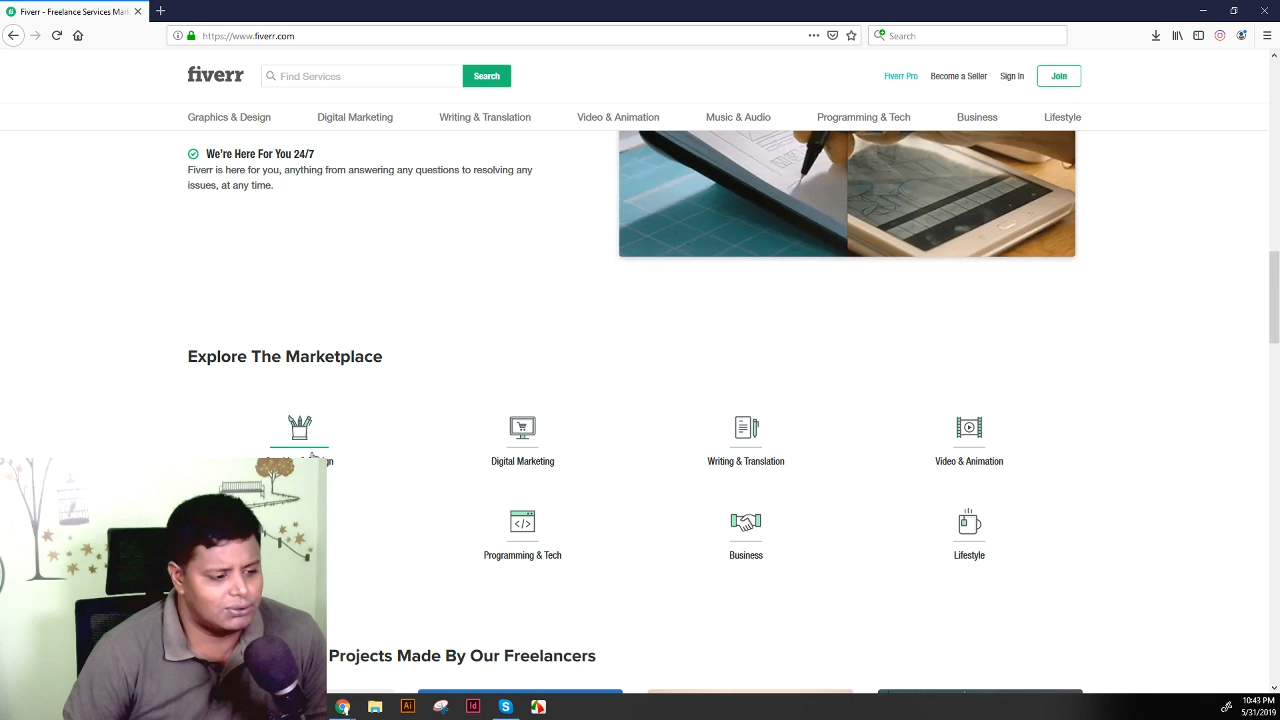 Fiverr - Freelance Services Mark
https://www.fiverr.com
Search
fiverr
Find Services
Search
Fiverr Pro
Become a Seller
Sign In
Join
Graphics & Design
Digital Marketing
Writing & Translation
Video & Animation
Music & Audio
Programming & Tech
Business
Lifestyle
We're Here For You 24/7
Fiverr is here for you, anything from answering any questions to resolving any
issues, at any time.
Explore The Marketplace
Digital Marketing
Writing & Translation
Video & Animation
Programming & Tech
Business
Lifestyle
Projects Made By Our Freelancers
Ai
Id
S
10:43 PM
5/31/2019